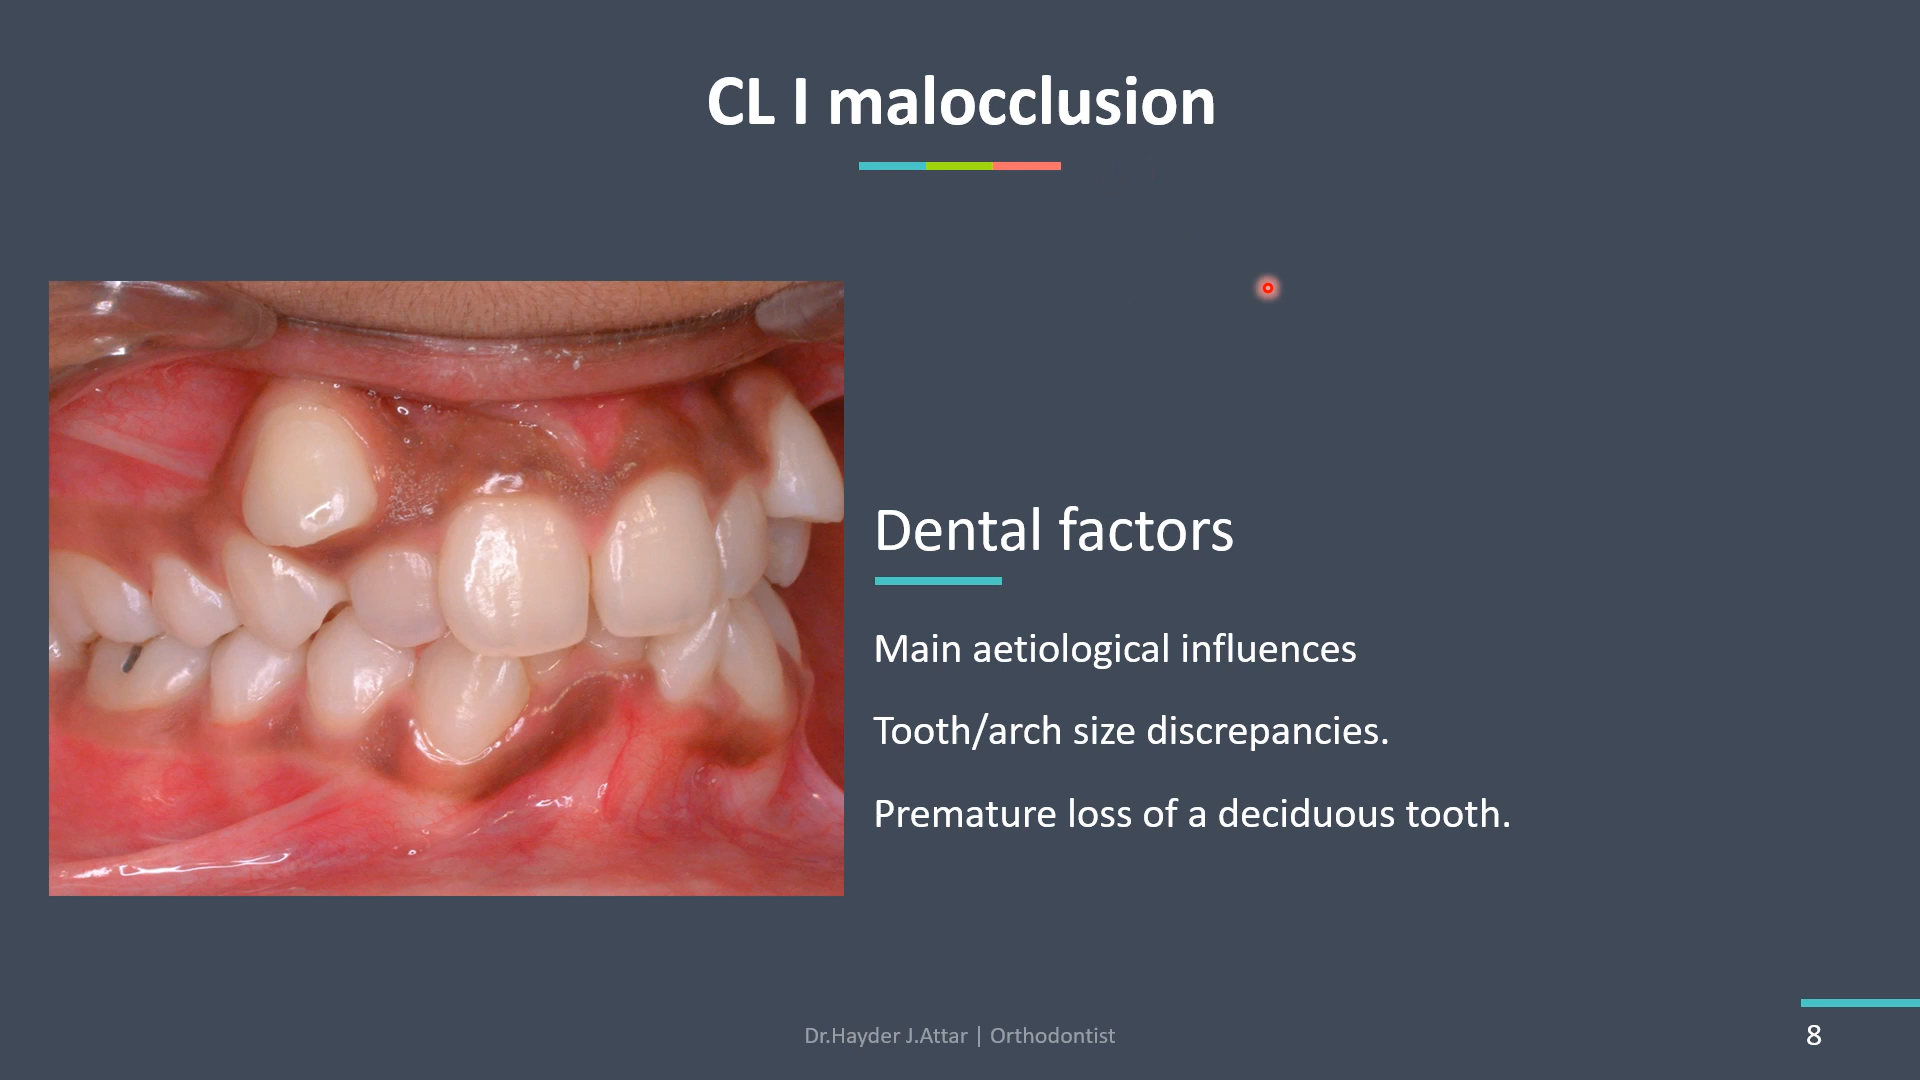 CL I malocclusion
Dental factors
Main aetiological influences
Tooth/arch size discrepancies.
Premature loss of a deciduous tooth.
Dr.Hayder J.Attar | Orthodontist
8